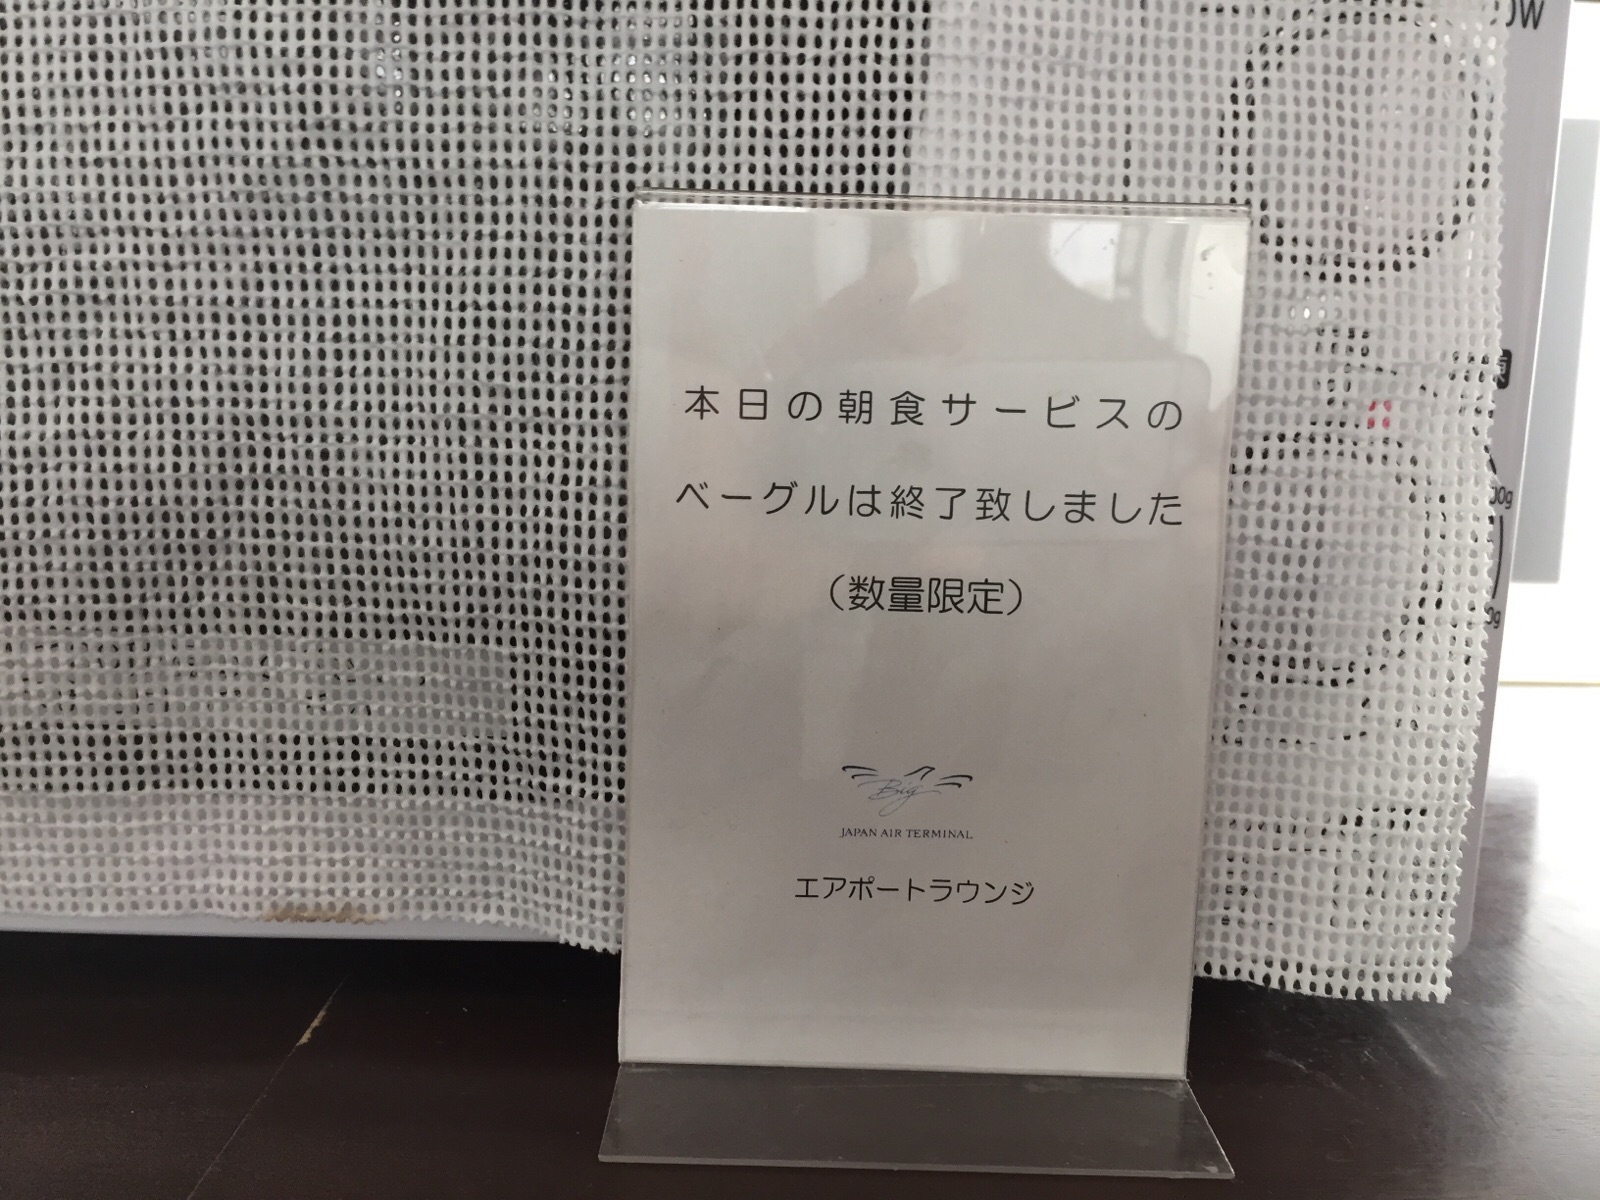 本日の朝食サービスの
ベーグルは終了致しました
（数量限定）
Big
JAPAN AIR TERMINAL
エアポートラウンジ